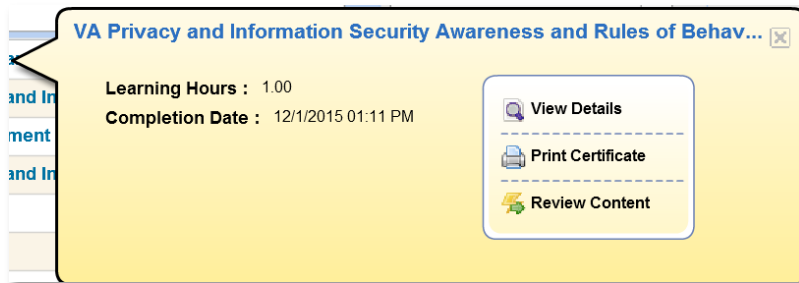 VA Privacy and Information Security Awareness and Rules of Behav...
Learning Hours : 1.00
Completion Date : 12/1/2015 01:11 PM
View Details
Print Certificate
Review Content
and In
ment
and In